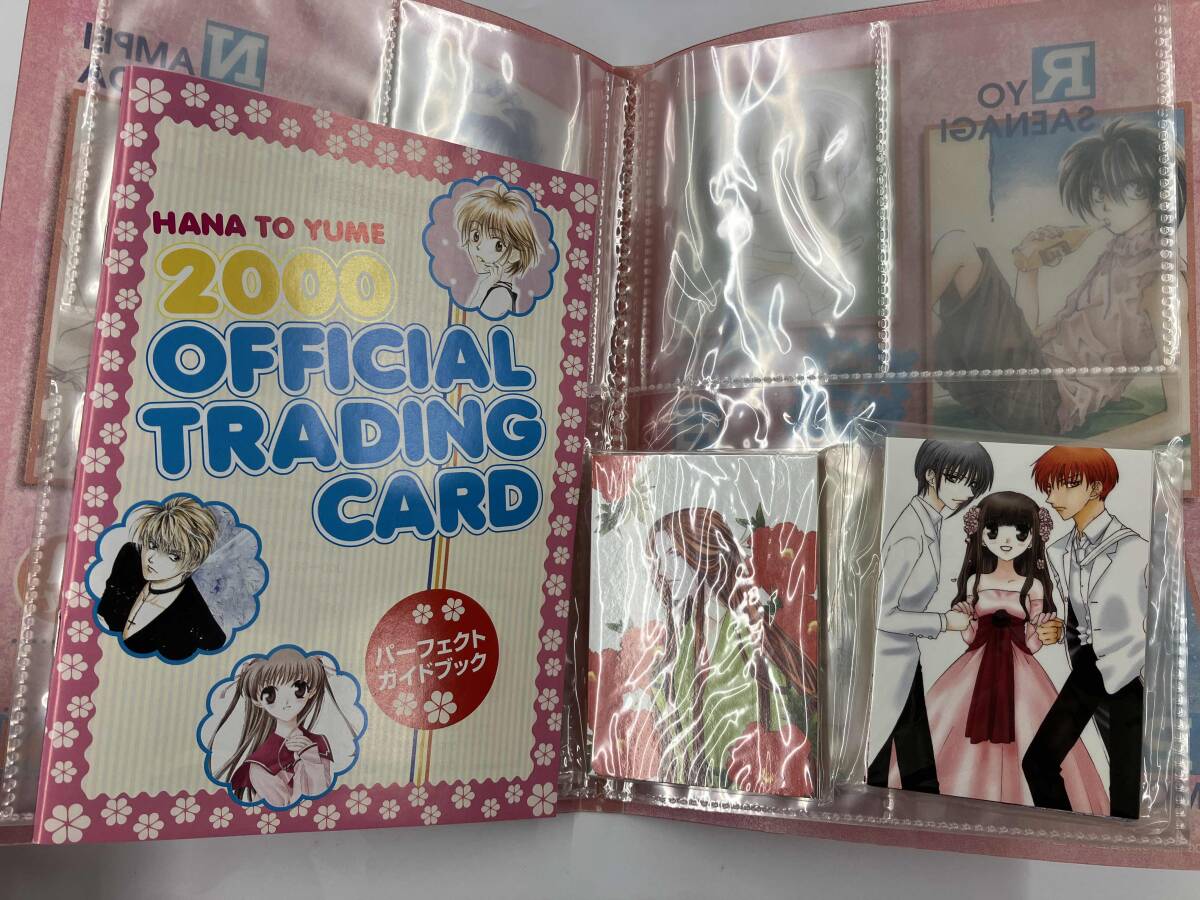 HANA TO YUME
2000
OFFICIAL
TRADING
CARD
パーフェクト
ガイドブック
RYO
SAENAGI